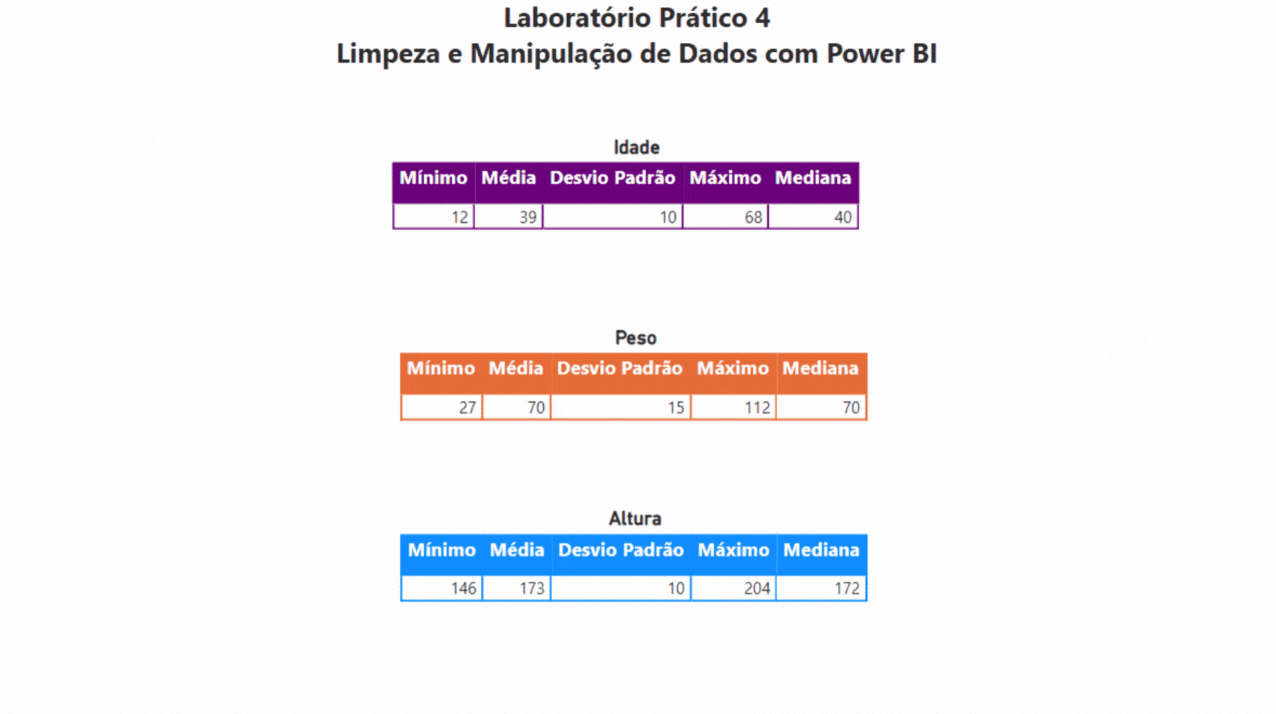 Laboratório Prático 4
Limpeza e Manipulação de Dados com Power BI
Idade
Mínimo Média Desvio Padrão Máximo Mediana
12 39 10 68 40
Peso
Mínimo Média Desvio Padrão Máximo Mediana
27 70 15 112 70
Altura
Mínimo Média Desvio Padrão Máximo Mediana
146 173 10 204 172